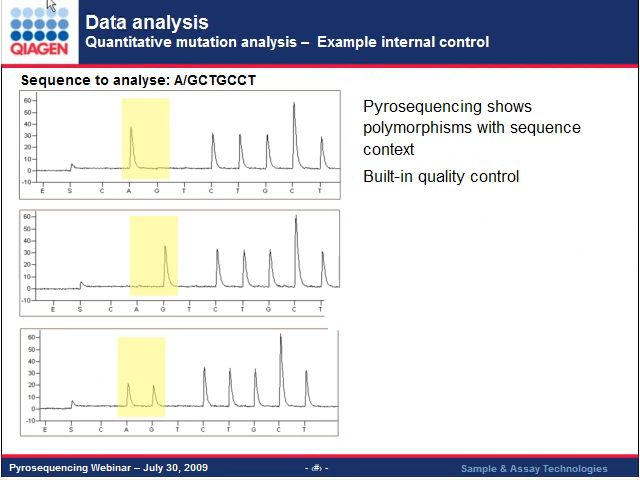 QIAGEN
Data analysis
Quantitative mutation analysis – Example internal control
Sequence to analyse: A/GCTGCCT
60
50
40
30
20
10
0
-10
E S C A G T C T G C T
Pyrosequencing shows
polymorphisms with sequence
context
Built-in quality control
60
50
40
30
20
10
0
-10
E S C A G T C T G C T
60
50
40
30
20
10
0
-10
E S C A G T C T G C T
Pyrosequencing Webinar – July 30, 2009
- ‹#› -
Sample & Assay Technologies